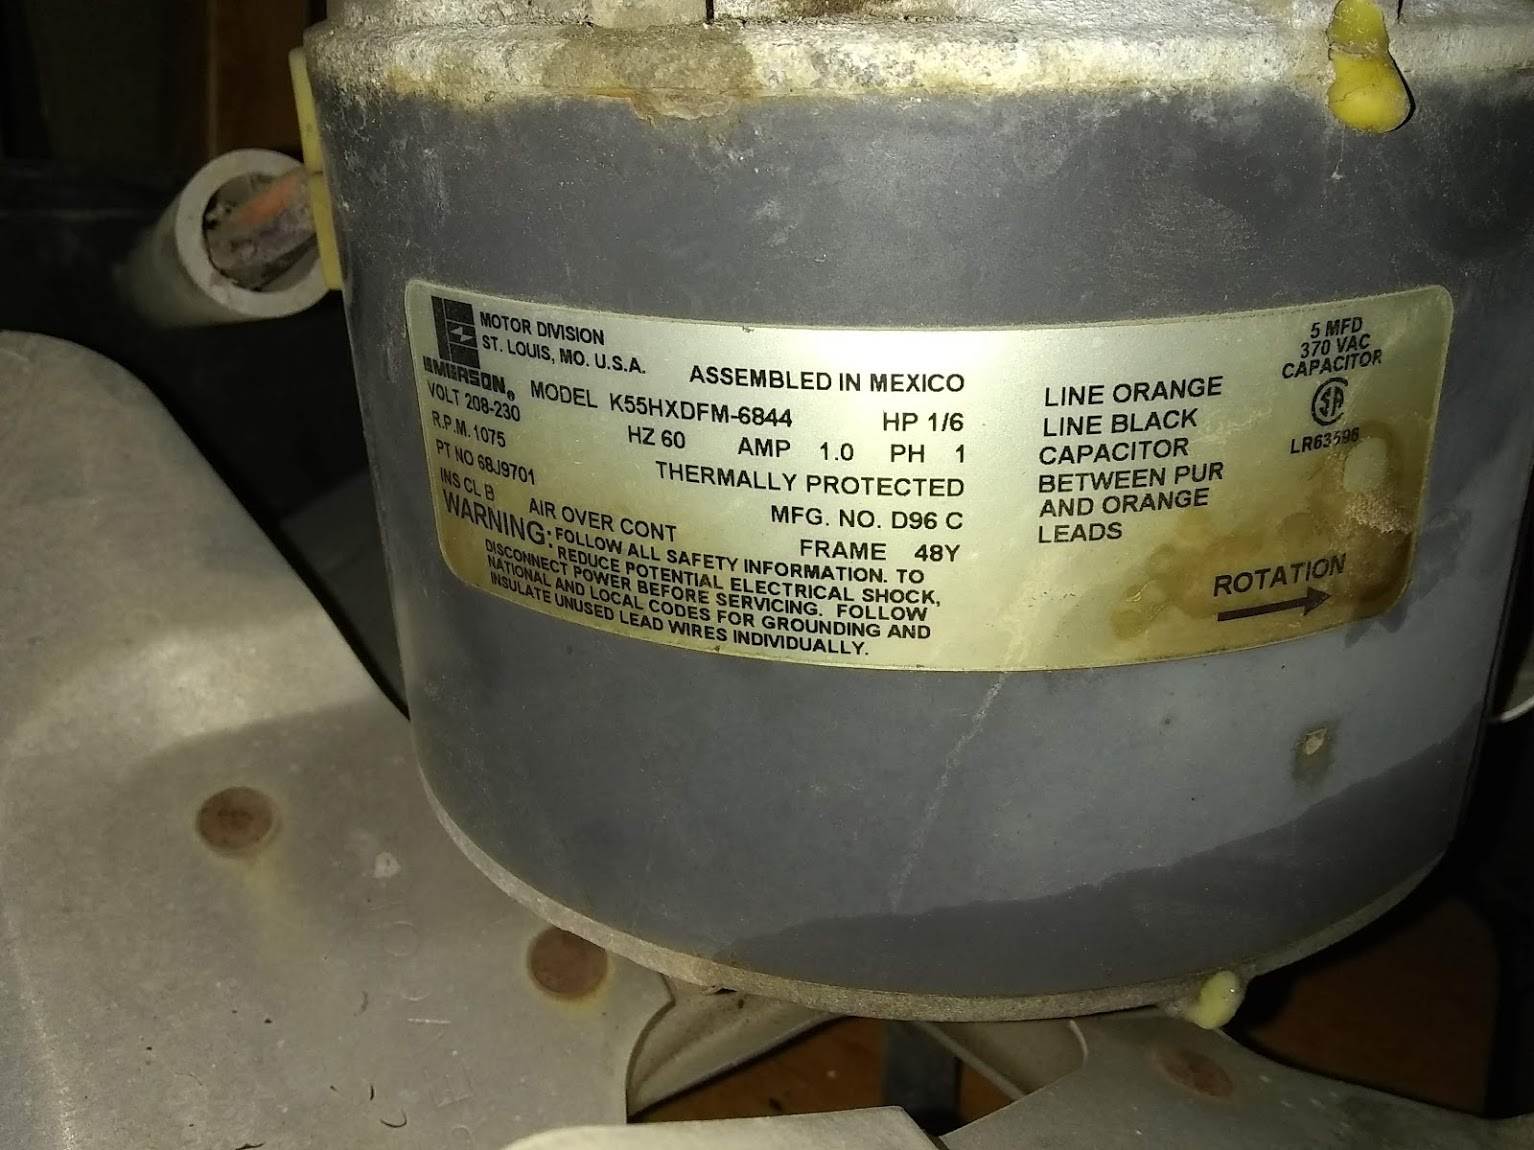 MOTOR DIVISION
ST. LOUIS, MO. U.S.A.
EMERSON®
ASSEMBLED IN MEXICO
MODEL K55HXDFM-6844
HP 1/6
VOLT 208-230
HZ 60 AMP 1.0 PH 1
R.P.M. 1075
THERMALLY PROTECTED
PT NO 68J9701
MFG. NO. D96 C
INS CL B AIR OVER CONT
FRAME 48Y
WARNING: FOLLOW ALL SAFETY INFORMATION. TO
REDUCE POTENTIAL ELECTRICAL SHOCK,
DISCONNECT POWER BEFORE SERVICING. FOLLOW
NATIONAL AND LOCAL CODES FOR GROUNDING AND
INSULATE UNUSED LEAD WIRES INDIVIDUALLY.
LINE ORANGE
LINE BLACK
CAPACITOR
BETWEEN PUR
AND ORANGE
LEADS
5 MFD
370 VAC
CAPACITOR
SA
LR63596
ROTATION